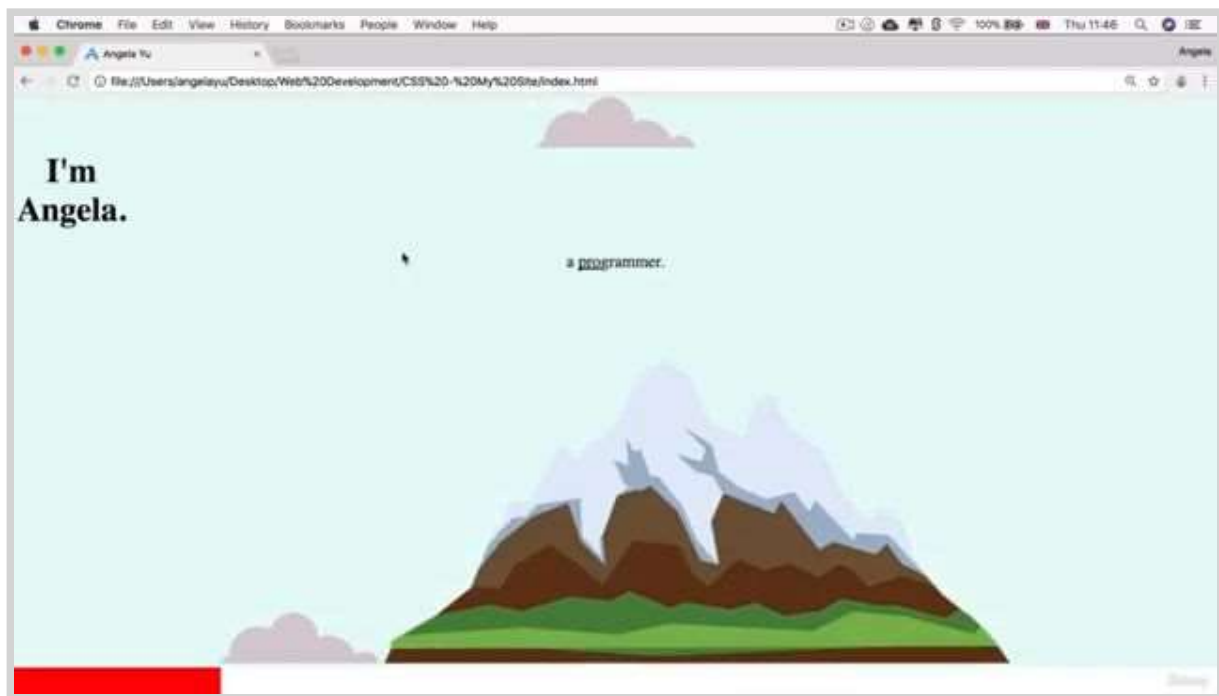 Chrome File Edit View History Bookmarks People Window Help 100% Thu 11:46
Angela Yu
Angela
file:///Users/angelayu/Desktop/Web%20Development/CSS%20-%20My%20Site/index.html
I'm
Angela.
a programmer.